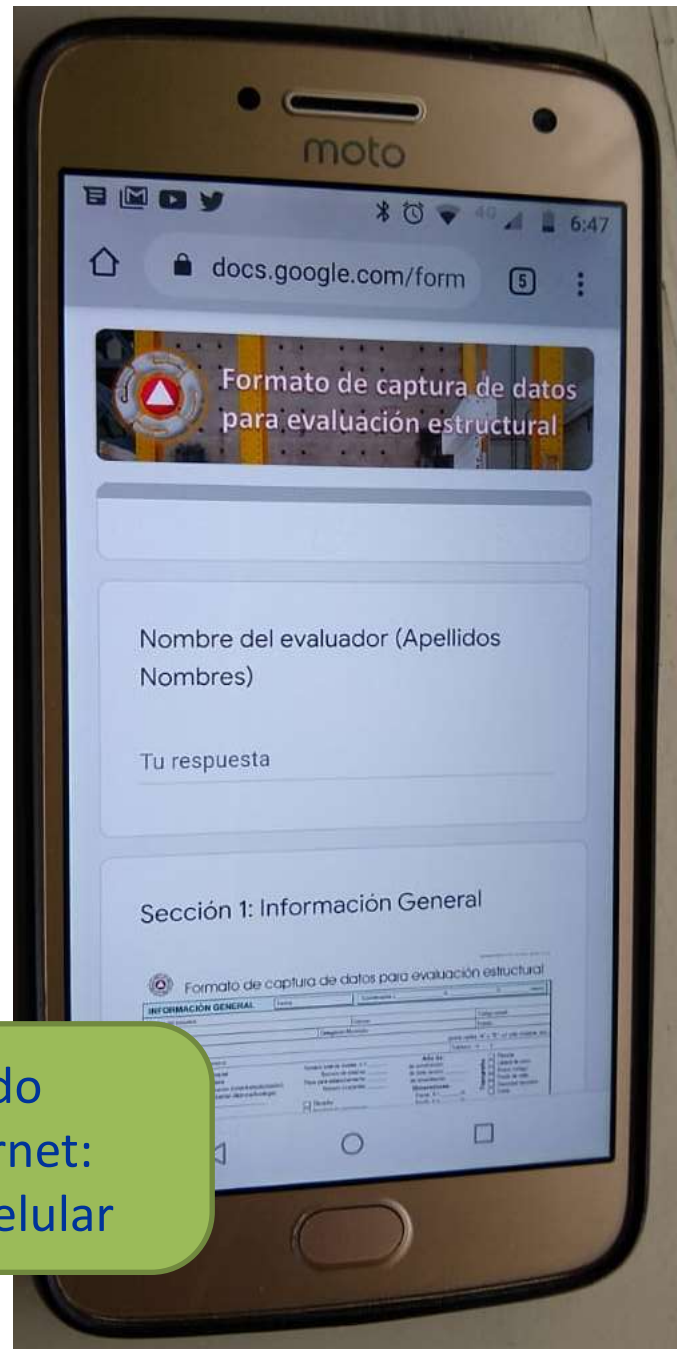 moto
4G
6:47
docs.google.com/form
5
Formato de captura de datos
para evaluación estructural
Nombre del evaluador (Apellidos
Nombres)
Tu respuesta
Sección 1: Información General
Formato de captura de datos para evaluación estructural
INFORMACIÓN GENERAL
do
rnet:
elular